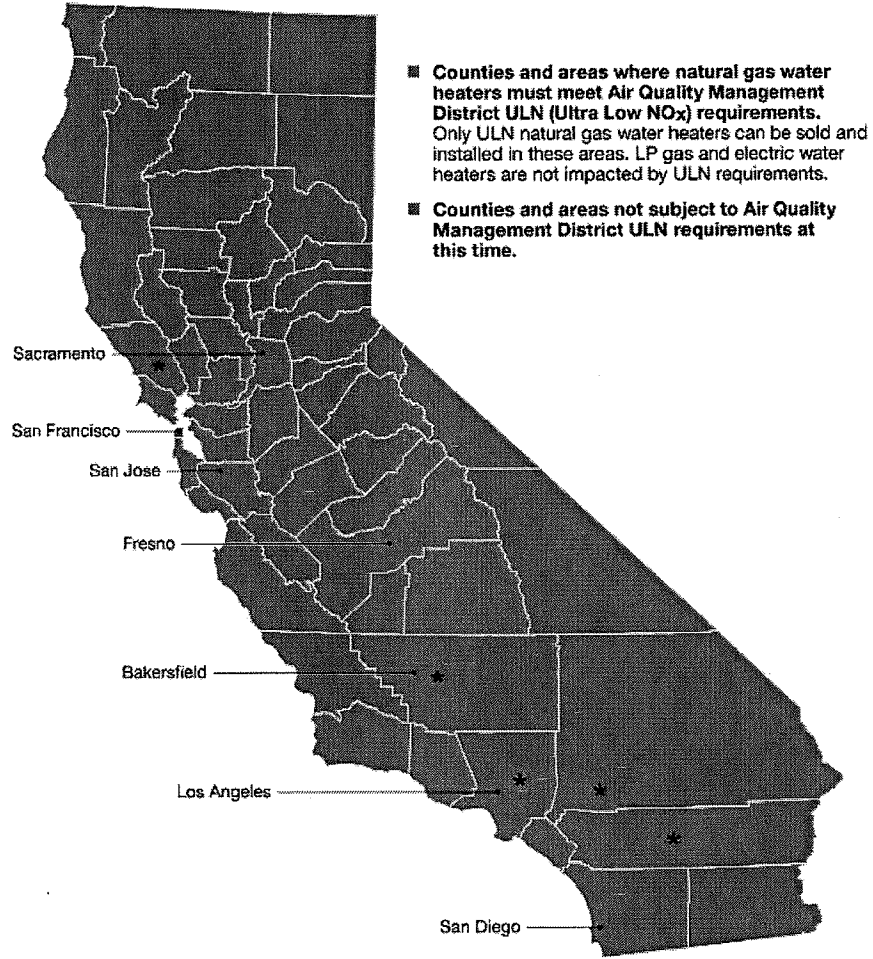 ■ Counties and areas where natural gas water
heaters must meet Air Quality Management
District ULN (Ultra Low NOx) requirements.
Only ULN natural gas water heaters can be sold and
installed in these areas. LP gas and electric water
heaters are not impacted by ULN requirements.
■ Counties and areas not subject to Air Quality
Management District ULN requirements at
this time.
Sacramento
*
San Francisco
San Jose
Fresno
Bakersfield
*
Los Angeles
*
*
*
San Diego